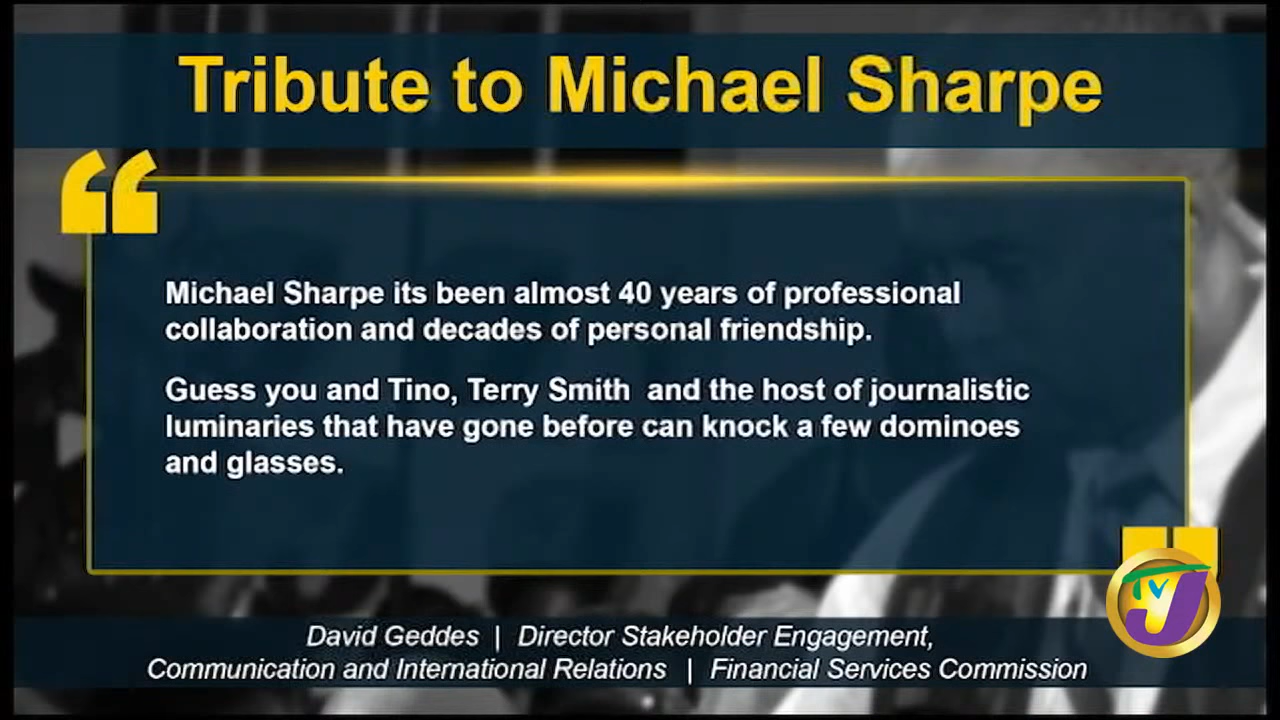 Tribute to Michael Sharpe
“
Michael Sharpe its been almost 40 years of professional
collaboration and decades of personal friendship.
Guess you and Tino, Terry Smith  and the host of journalistic
luminaries that have gone before can knock a few dominoes
and glasses.
"
TVJ
David Geddes | Director Stakeholder Engagement,
Communication and International Relations | Financial Services Commission